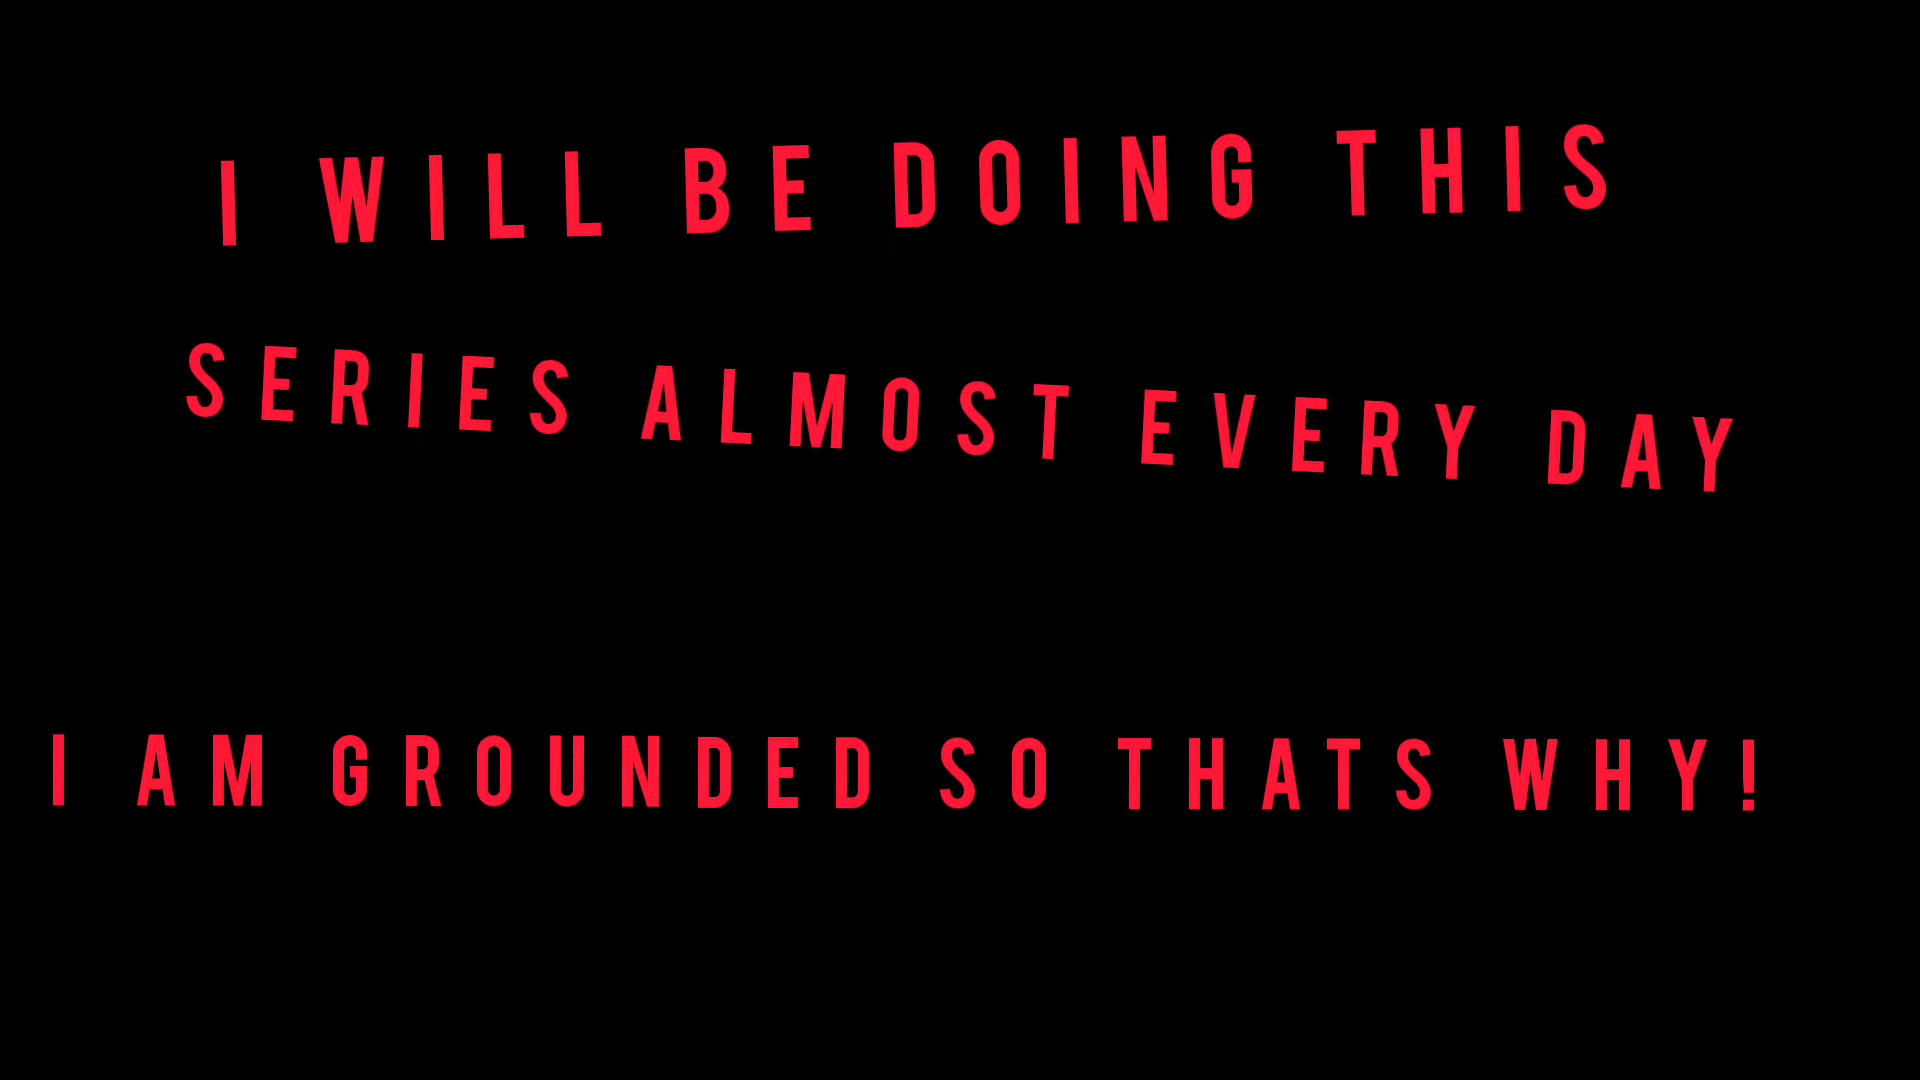 I WILL BE DOING THIS
SERIES ALMOST EVERY DAY
I AM GROUNDED SO THATS WHY!